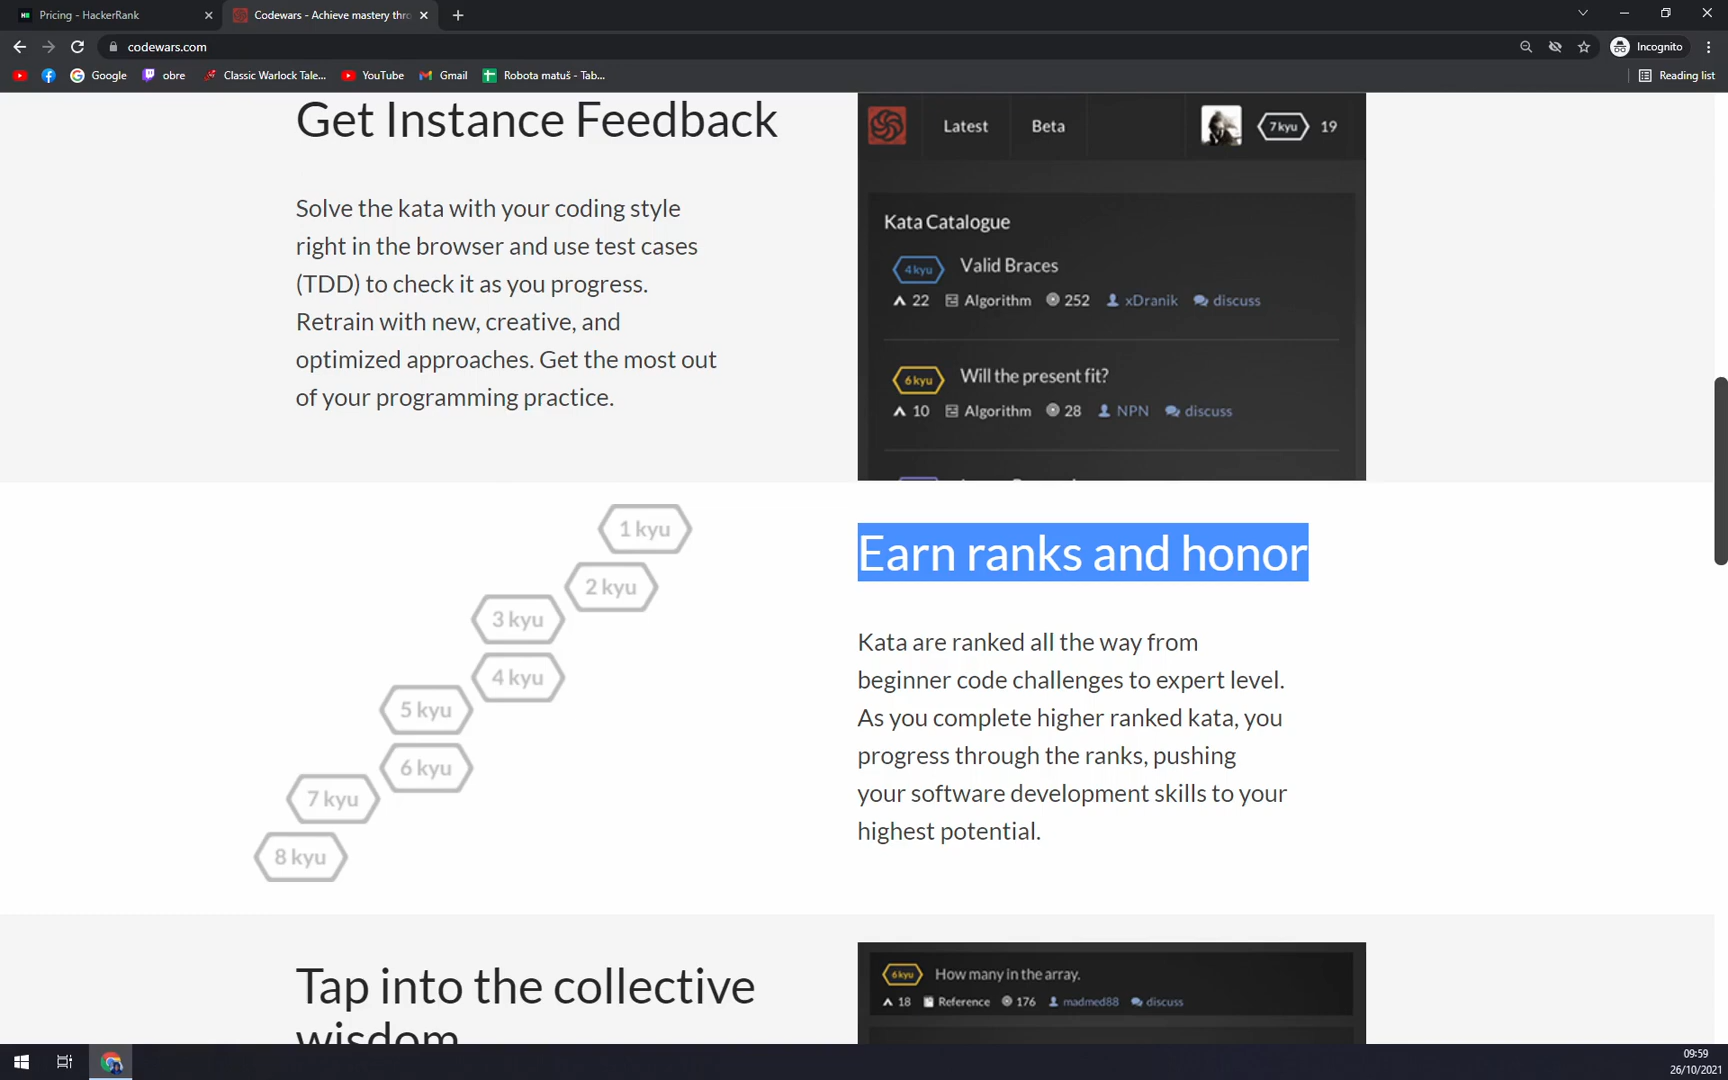 Pricing - HackerRank
Codewars - Achieve mastery thro
codewars.com
Incognito
Google
obre
Classic Warlock Tale...
YouTube
Gmail
Robota matuš - Tab...
Reading list
Get Instance Feedback
Solve the kata with your coding style
right in the browser and use test cases
(TDD) to check it as you progress.
Retrain with new, creative, and
optimized approaches. Get the most out
of your programming practice.
Latest
Beta
7 kyu
19
Kata Catalogue
4 kyu
Valid Braces
22
Algorithm
252
xDranik
discuss
6 kyu
Will the present fit?
10
Algorithm
28
NPN
discuss
1 kyu
2 kyu
3 kyu
4 kyu
5 kyu
6 kyu
7 kyu
8 kyu
Earn ranks and honor
Kata are ranked all the way from
beginner code challenges to expert level.
As you complete higher ranked kata, you
progress through the ranks, pushing
your software development skills to your
highest potential.
Tap into the collective
wisdom
6 kyu
How many in the array.
18
Reference
176
madmed88
discuss
09:59
26/10/2021